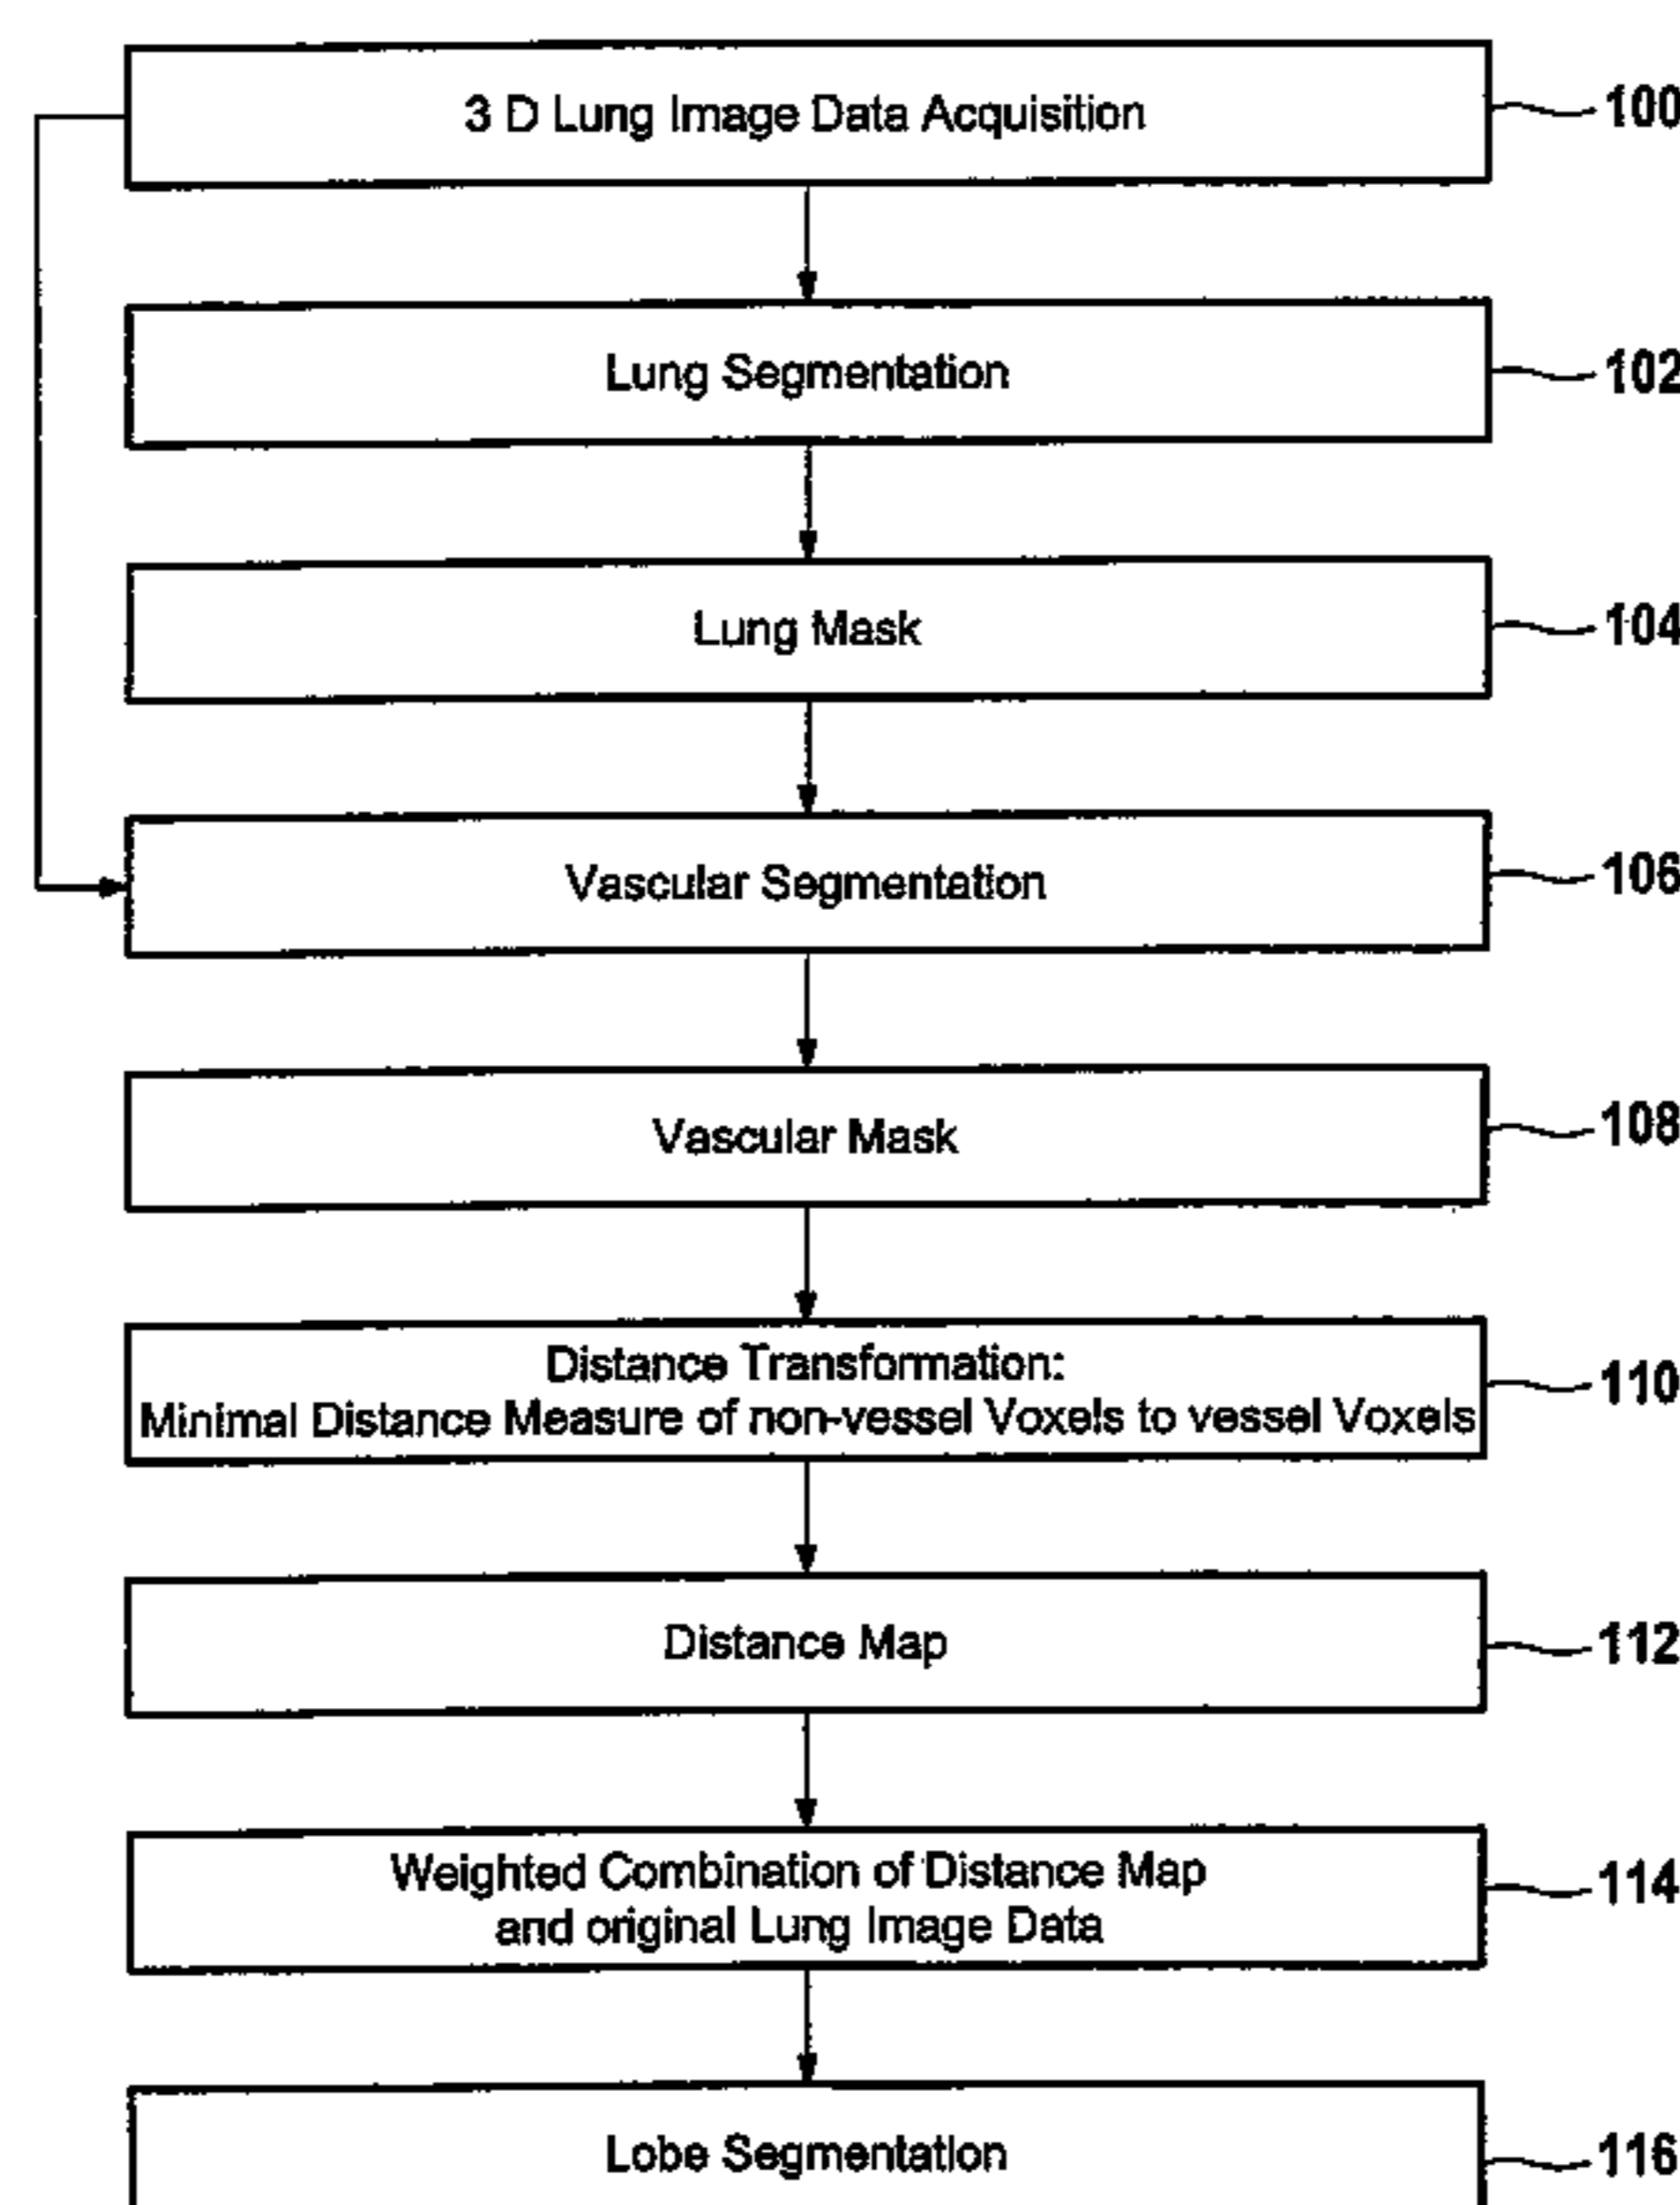 3 D Lung Image Data Acquisition
100
Lung Segmentation
102
Lung Mask
104
Vascular Segmentation
106
Vascular Mask
108
Distance Transformation:
Minimal Distance Measure of non-vessel Voxels to vessel Voxels
110
Distance Map
112
Weighted Combination of Distance Map
and original Lung Image Data
114
Lobe Segmentation
116